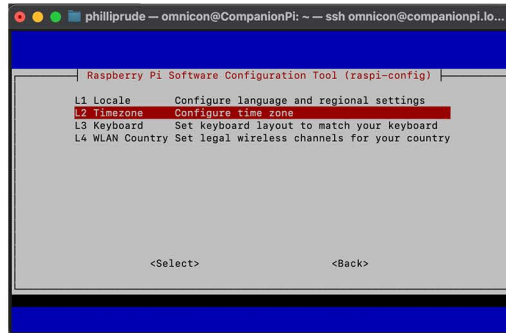 philliprude — omnicon@CompanionPi: ~ — ssh omnicon@companionpi.lo...
Raspberry Pi Software Configuration Tool (raspi-config)
L1 Locale Configure language and regional settings
L2 Timezone Configure time zone
L3 Keyboard Set keyboard layout to match your keyboard
L4 WLAN Country Set legal wireless channels for your country
<Select> <Back>